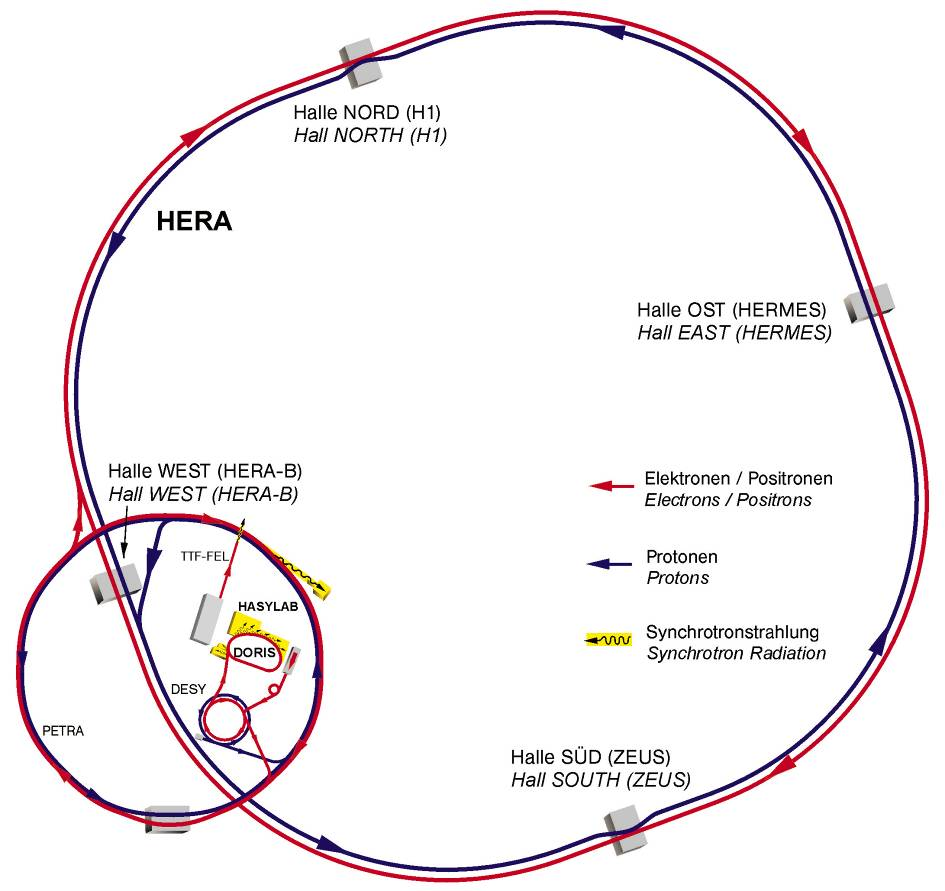 Halle NORD (H1)
Hall NORTH (H1)
HERA
Halle OST (HERMES)
Hall EAST (HERMES)
Halle WEST (HERA-B)
Hall WEST (HERA-B)
Elektronen / Positronen
Electrons / Positrons
TTF-FEL
Protonen
Protons
HASYLAB
Synchrotronstrahlung
Synchrotron Radiation
DORIS
DESY
PETRA
Halle SÜD (ZEUS)
Hall SOUTH (ZEUS)